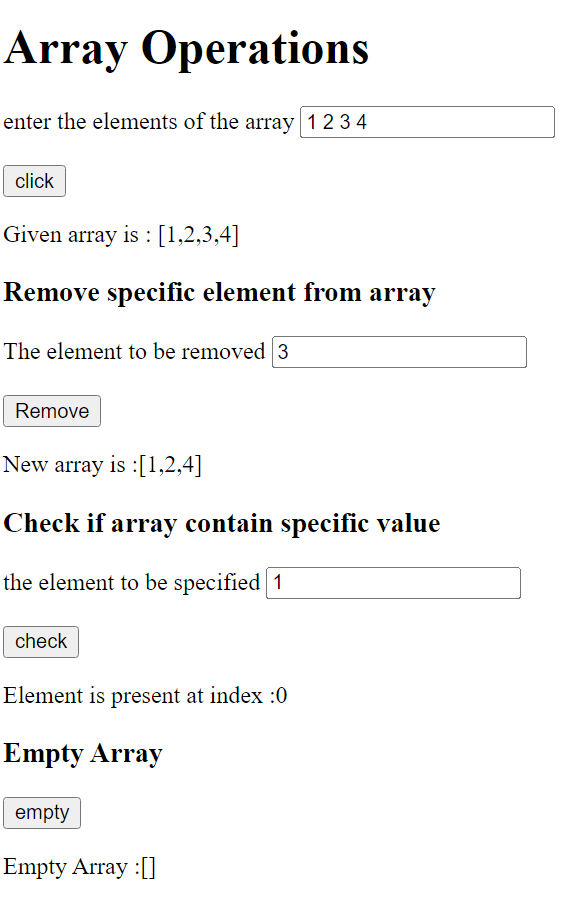 Array Operations
enter the elements of the array 1 2 3 4
click
Given array is : [1,2,3,4]
Remove specific element from array
The element to be removed 3
Remove
New array is :[1,2,4]
Check if array contain specific value
the element to be specified 1
check
Element is present at index :0
Empty Array
empty
Empty Array :[]